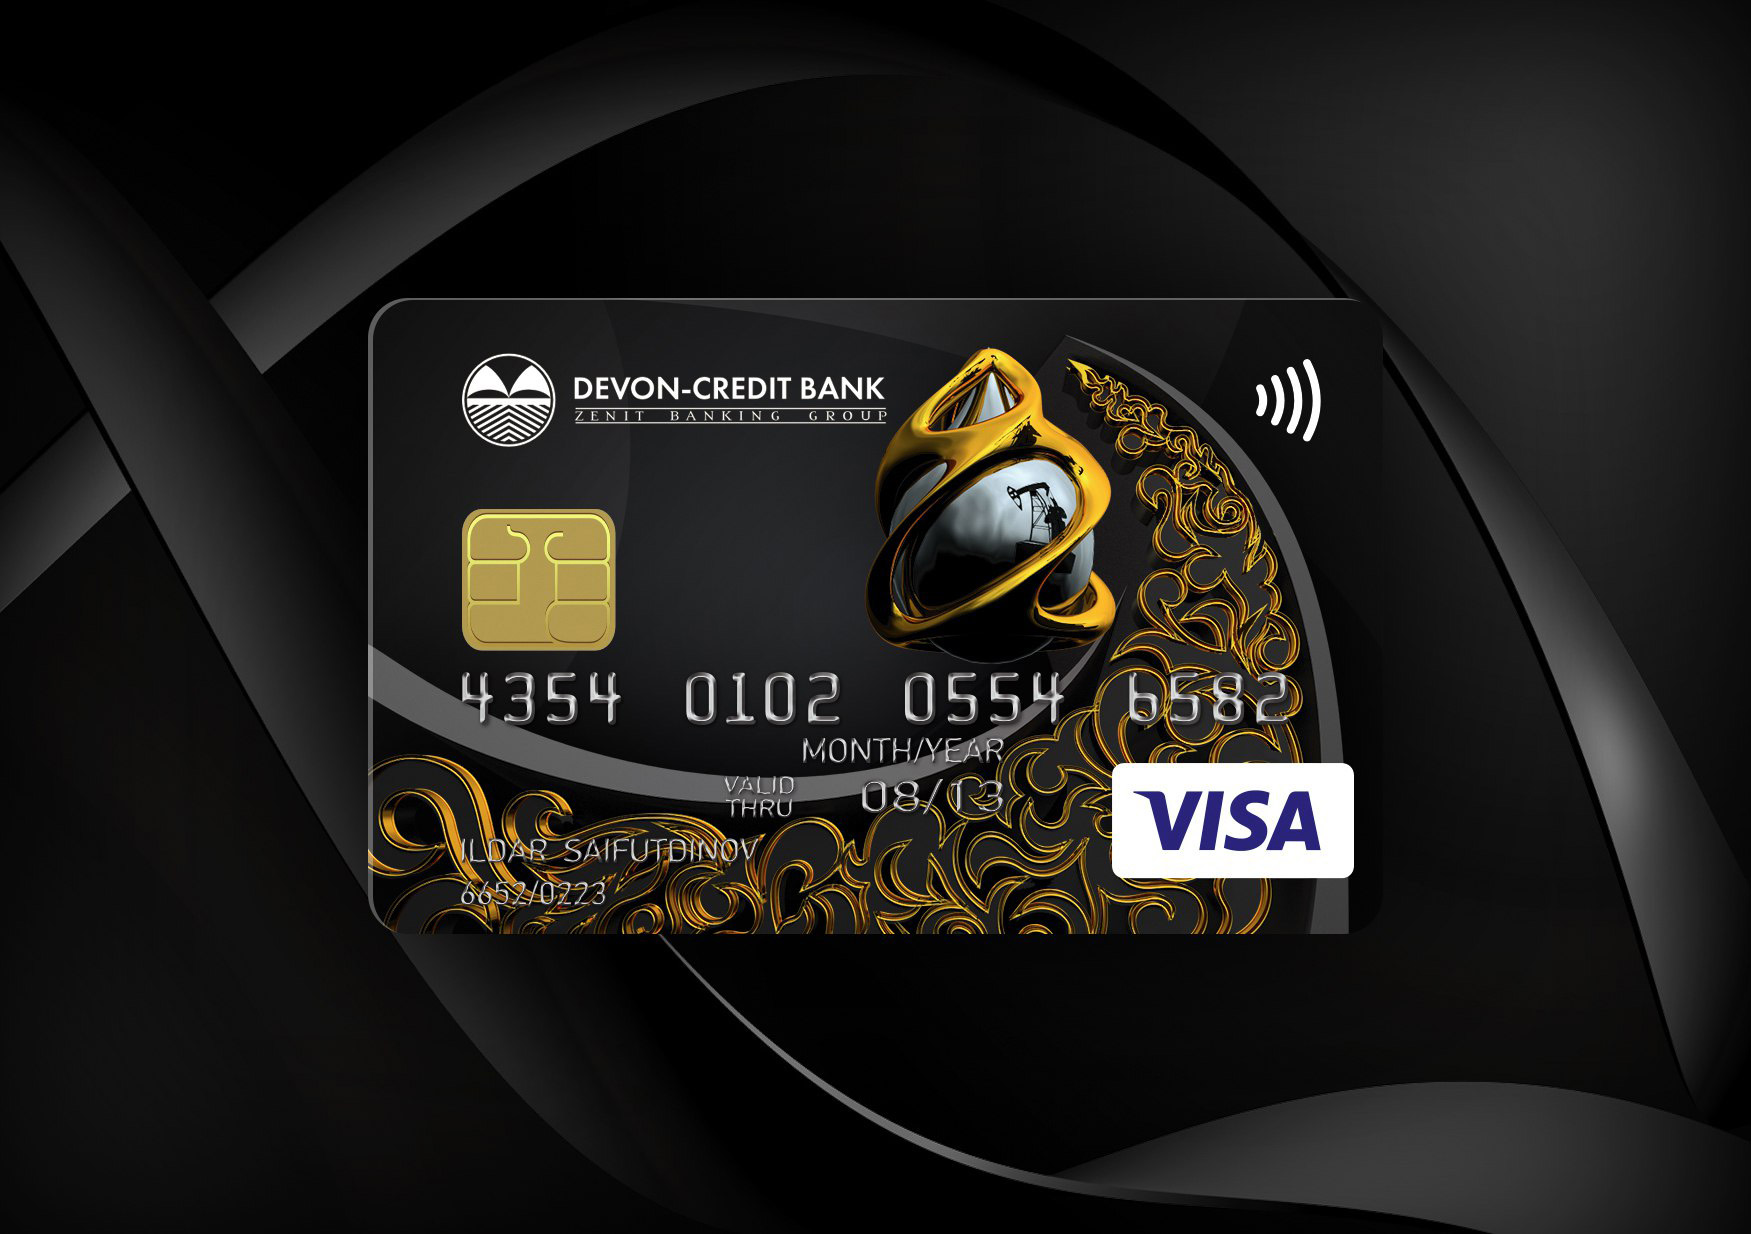 DEVON-CREDIT BANK
ZENIT BANKING GROUP
4354 0102 0554 6582
MONTH/YEAR
VALID
THRU 08/13
ILDAR SAIFUTDINOV
6652/0223
VISA